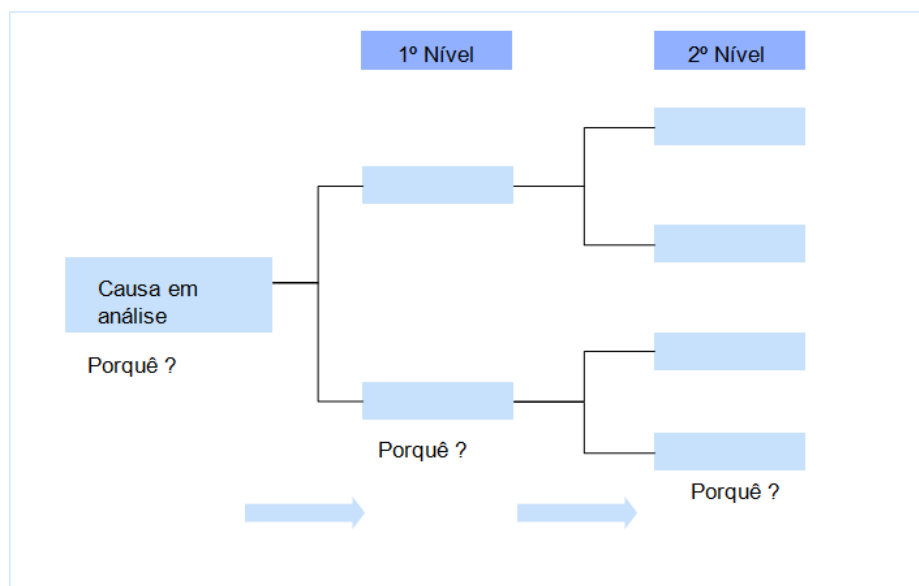 1º Nível
2º Nível
Causa em
análise
Porquê ?
Porquê ?
Porquê ?